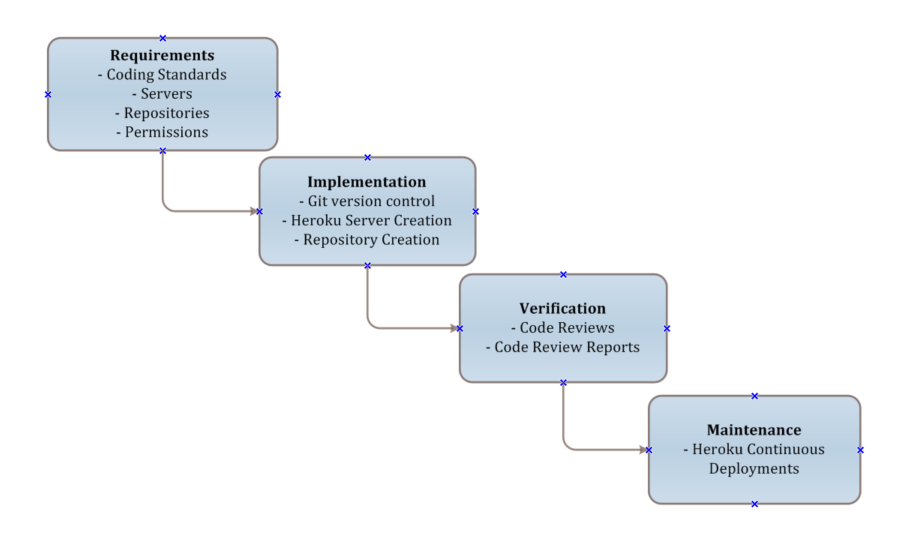 Requirements
- Coding Standards
- Servers
- Repositories
- Permissions
Implementation
- Git version control
- Heroku Server Creation
- Repository Creation
Verification
- Code Reviews
- Code Review Reports
Maintenance
- Heroku Continuous
Deployments